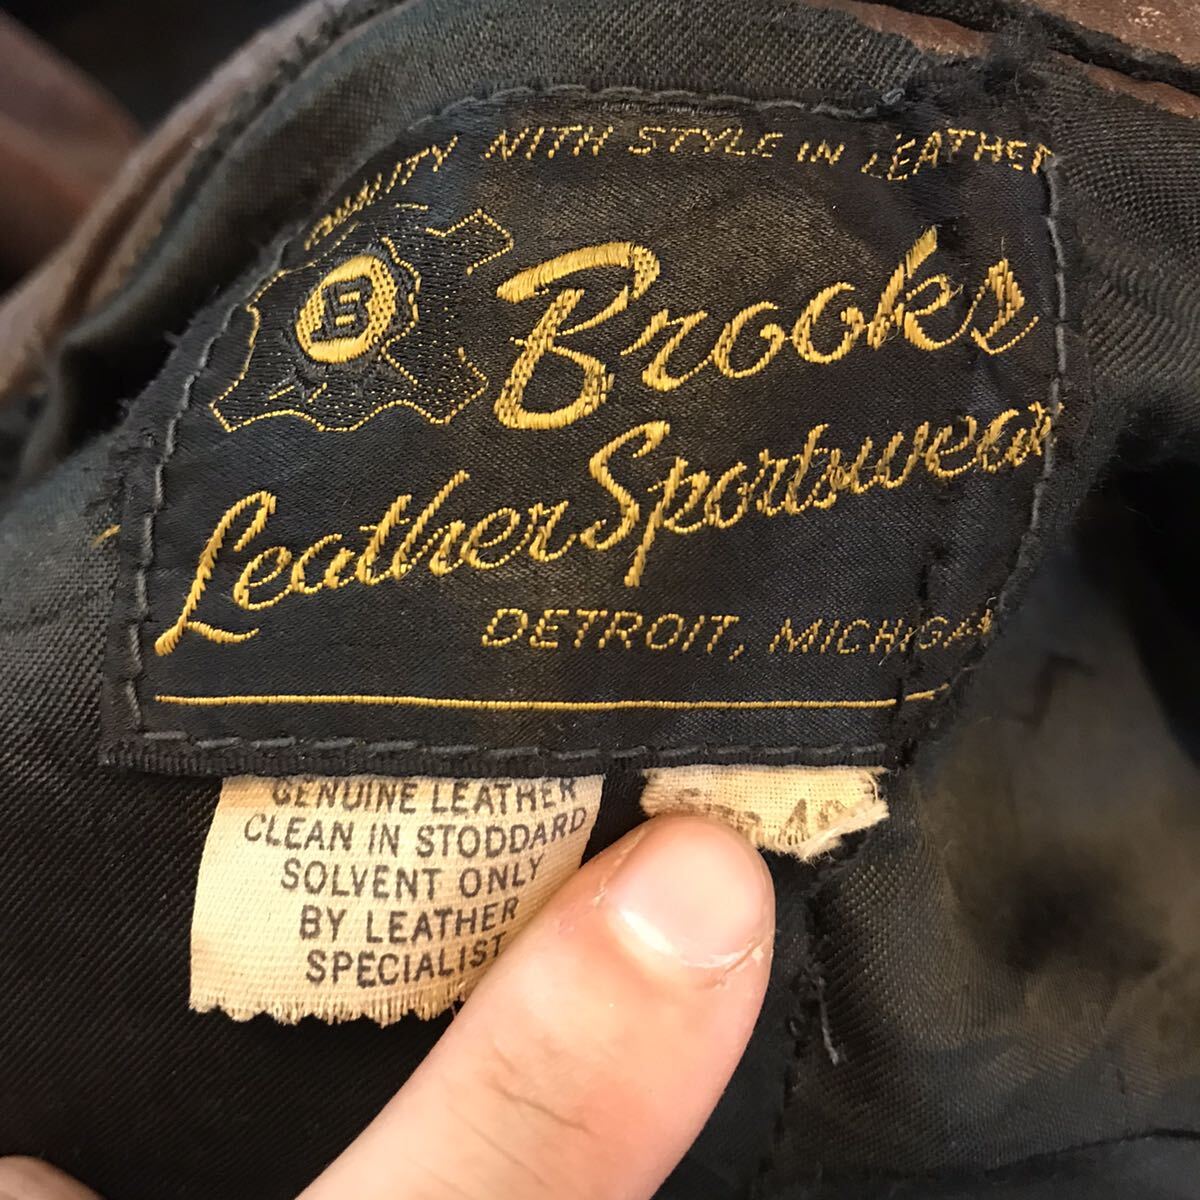 QUALITY WITH STYLE IN LEATHER
B
Brooks
Leather Sportswear
DETROIT, MICHIGAN
GENUINE LEATHER
CLEAN IN STODDARD
SOLVENT ONLY
BY LEATHER
SPECIALIST